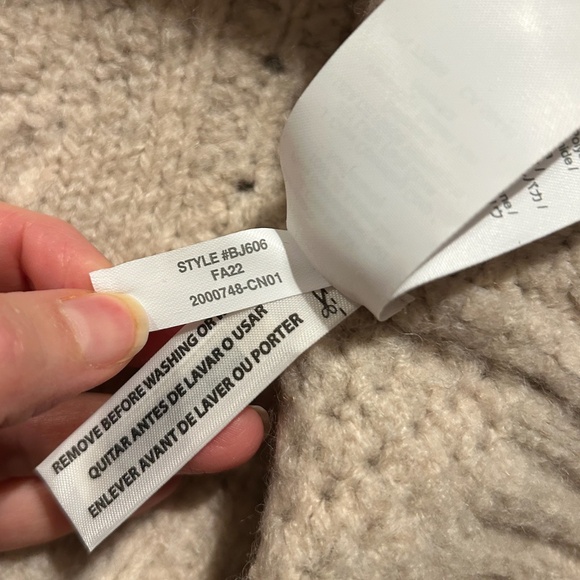 STYLE #BJ606
FA22
2000748-CN01
REMOVE BEFORE WASHING OR
QUITAR ANTES DE LAVAR O USAR
ENLEVER AVANT DE LAVER OU PORTER